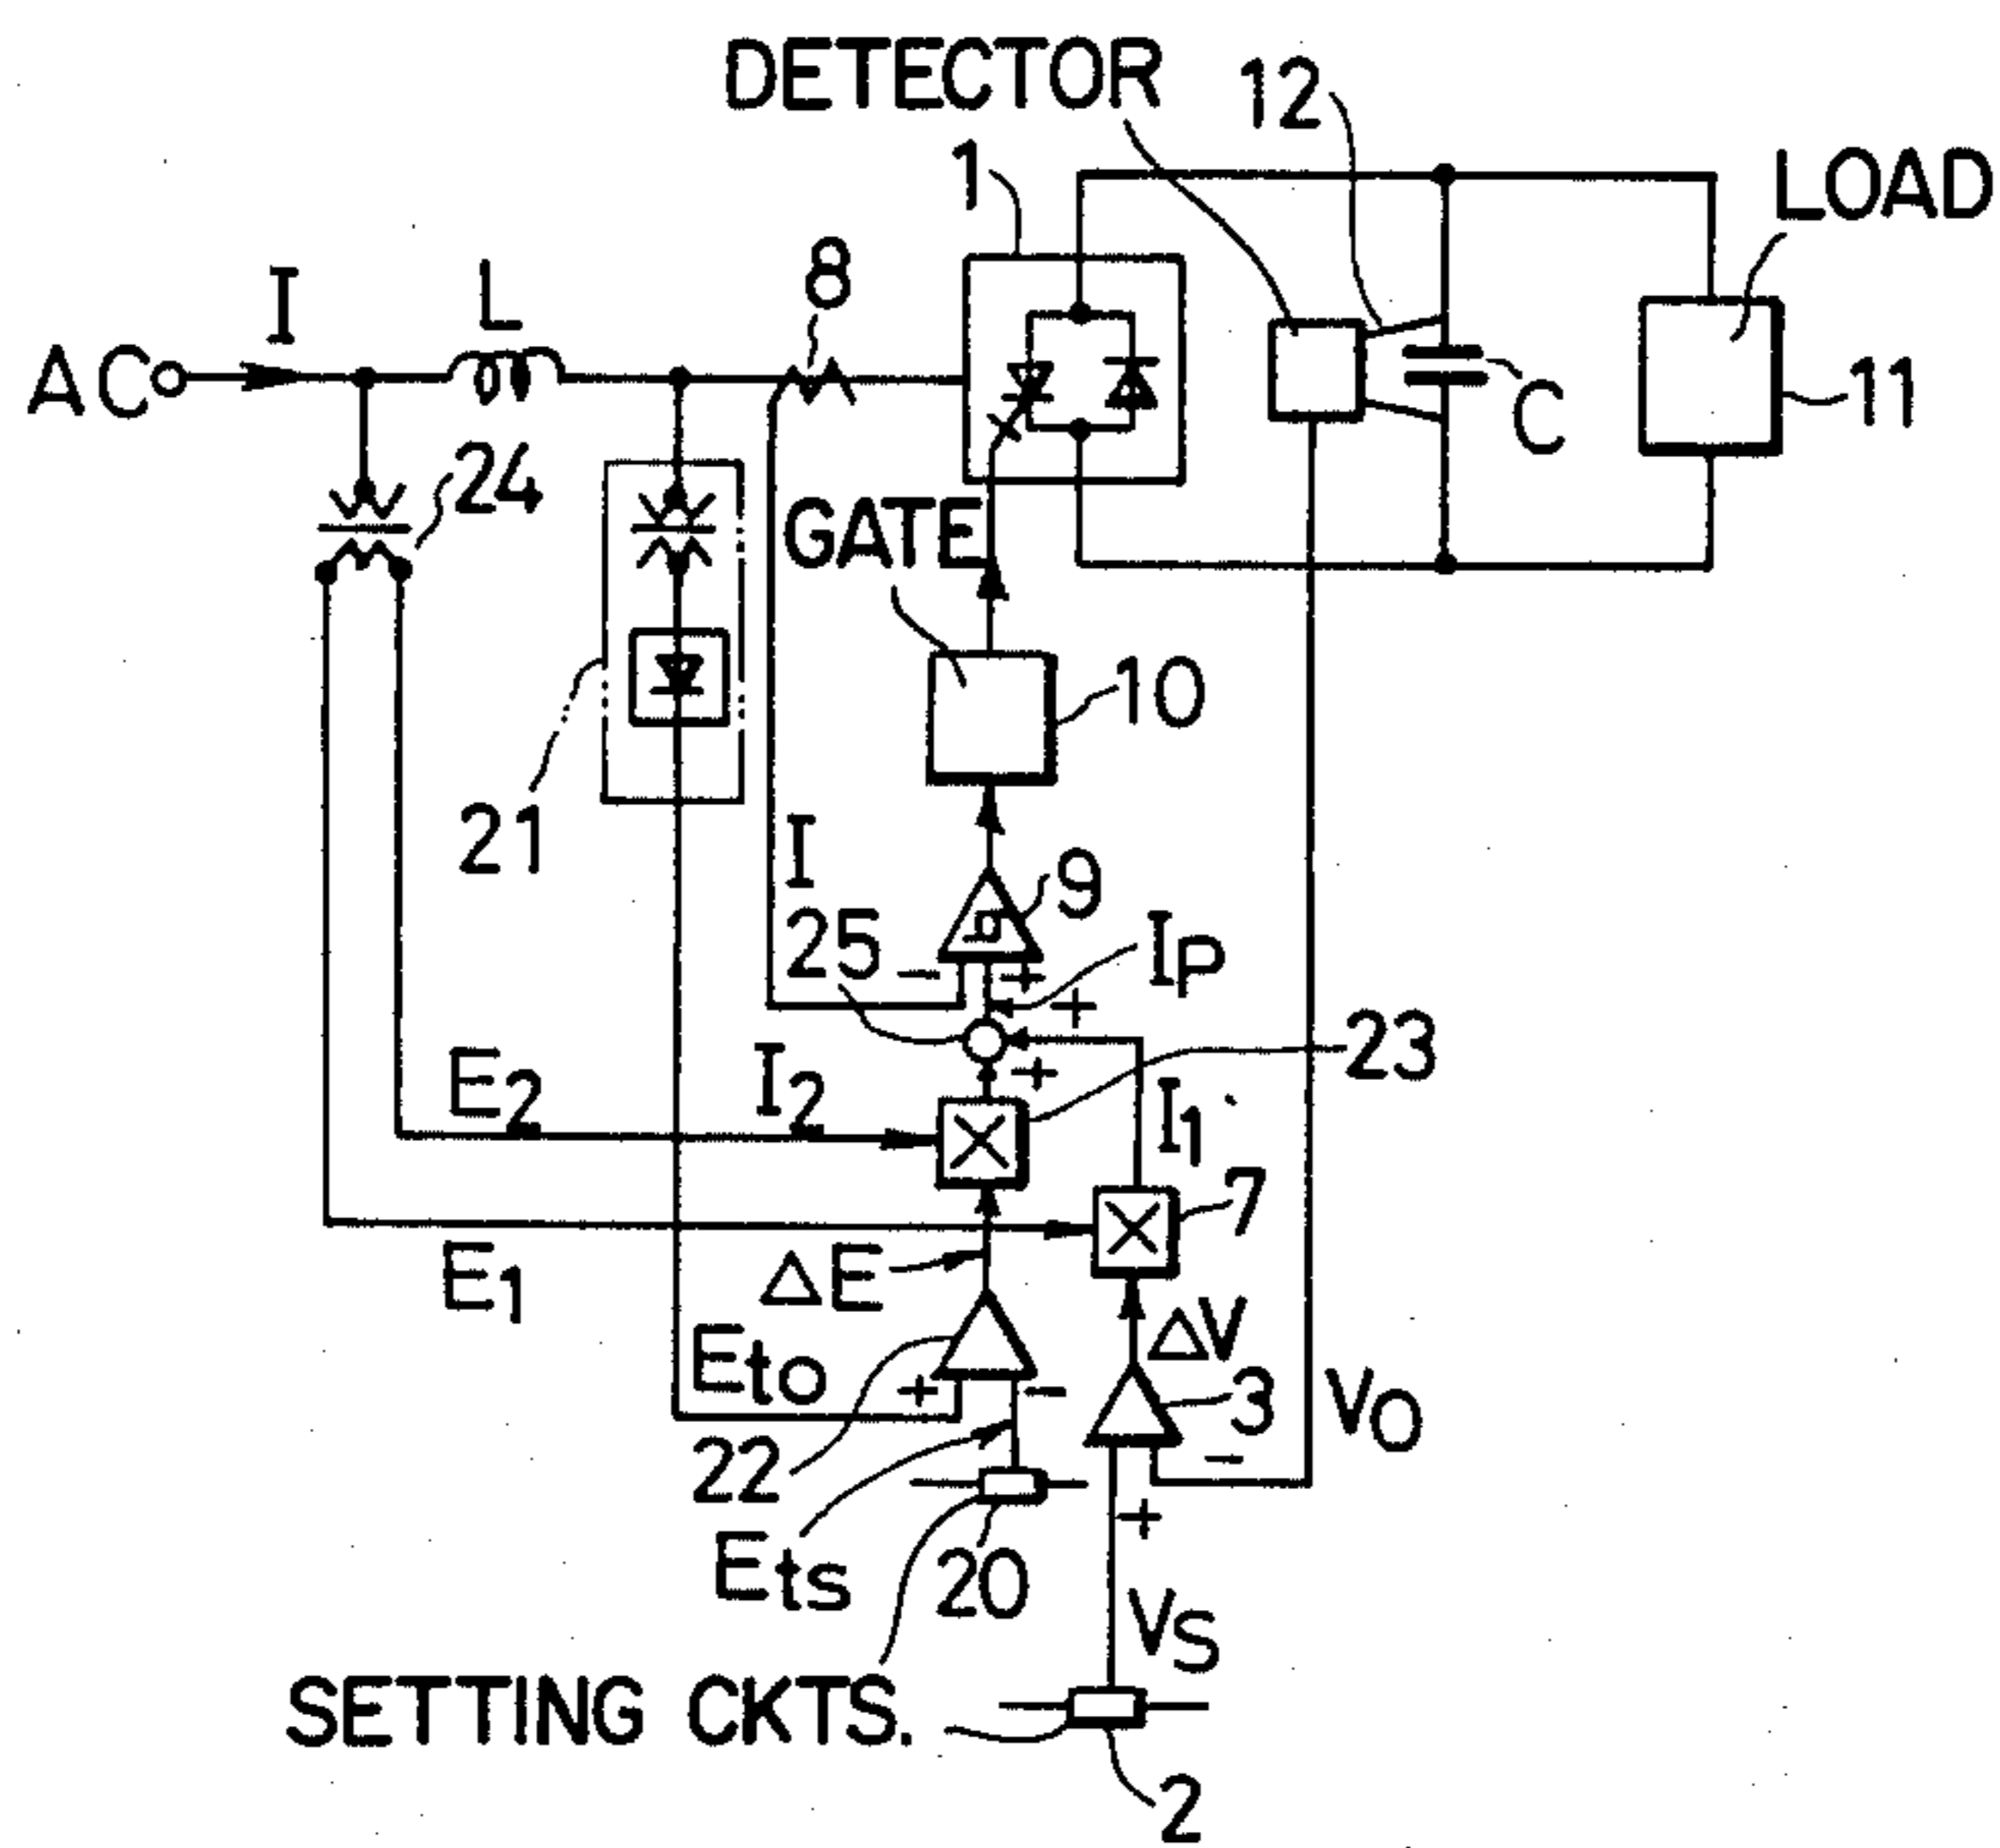 DETECTOR
12
1
LOAD
I
L
8
AC
24
C
11
GATE
10
21
I
9
25
-
+
IP
+
23
E2
I2
+
I1
7
E1
ΔE
ΔV
Eto
+
-
3
VO
22
-
Ets
20
+
VS
SETTING CKTS.
2